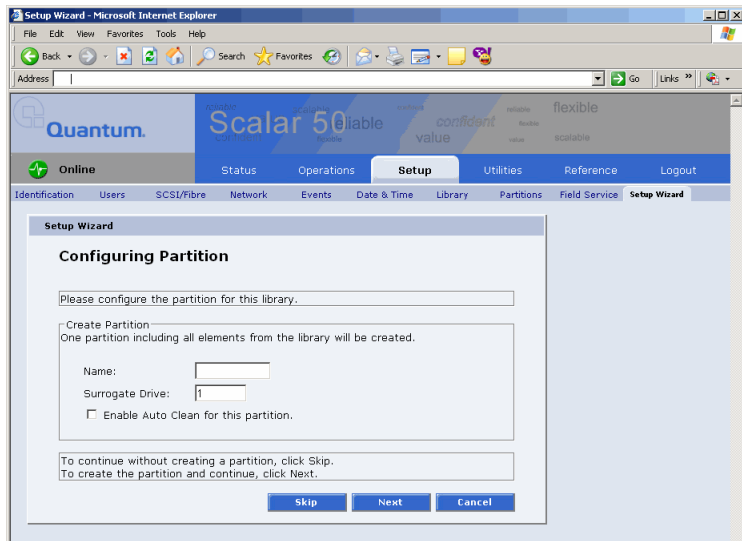 Setup Wizard - Microsoft Internet Explorer
File Edit View Favorites Tools Help
Back Search Favorites
Address Go Links »
Quantum.
Scalar 50
reliable
value
confident
flexible
scalable
Online Status Operations Setup Utilities Reference Logout
Identification Users SCSI/Fibre Network Events Date & Time Library Partitions Field Service Setup Wizard
Setup Wizard
Configuring Partition
Please configure the partition for this library.
Create Partition
One partition including all elements from the library will be created.
Name:
Surrogate Drive: 1
Enable Auto Clean for this partition.
To continue without creating a partition, click Skip.
To create the partition and continue, click Next.
Skip Next Cancel